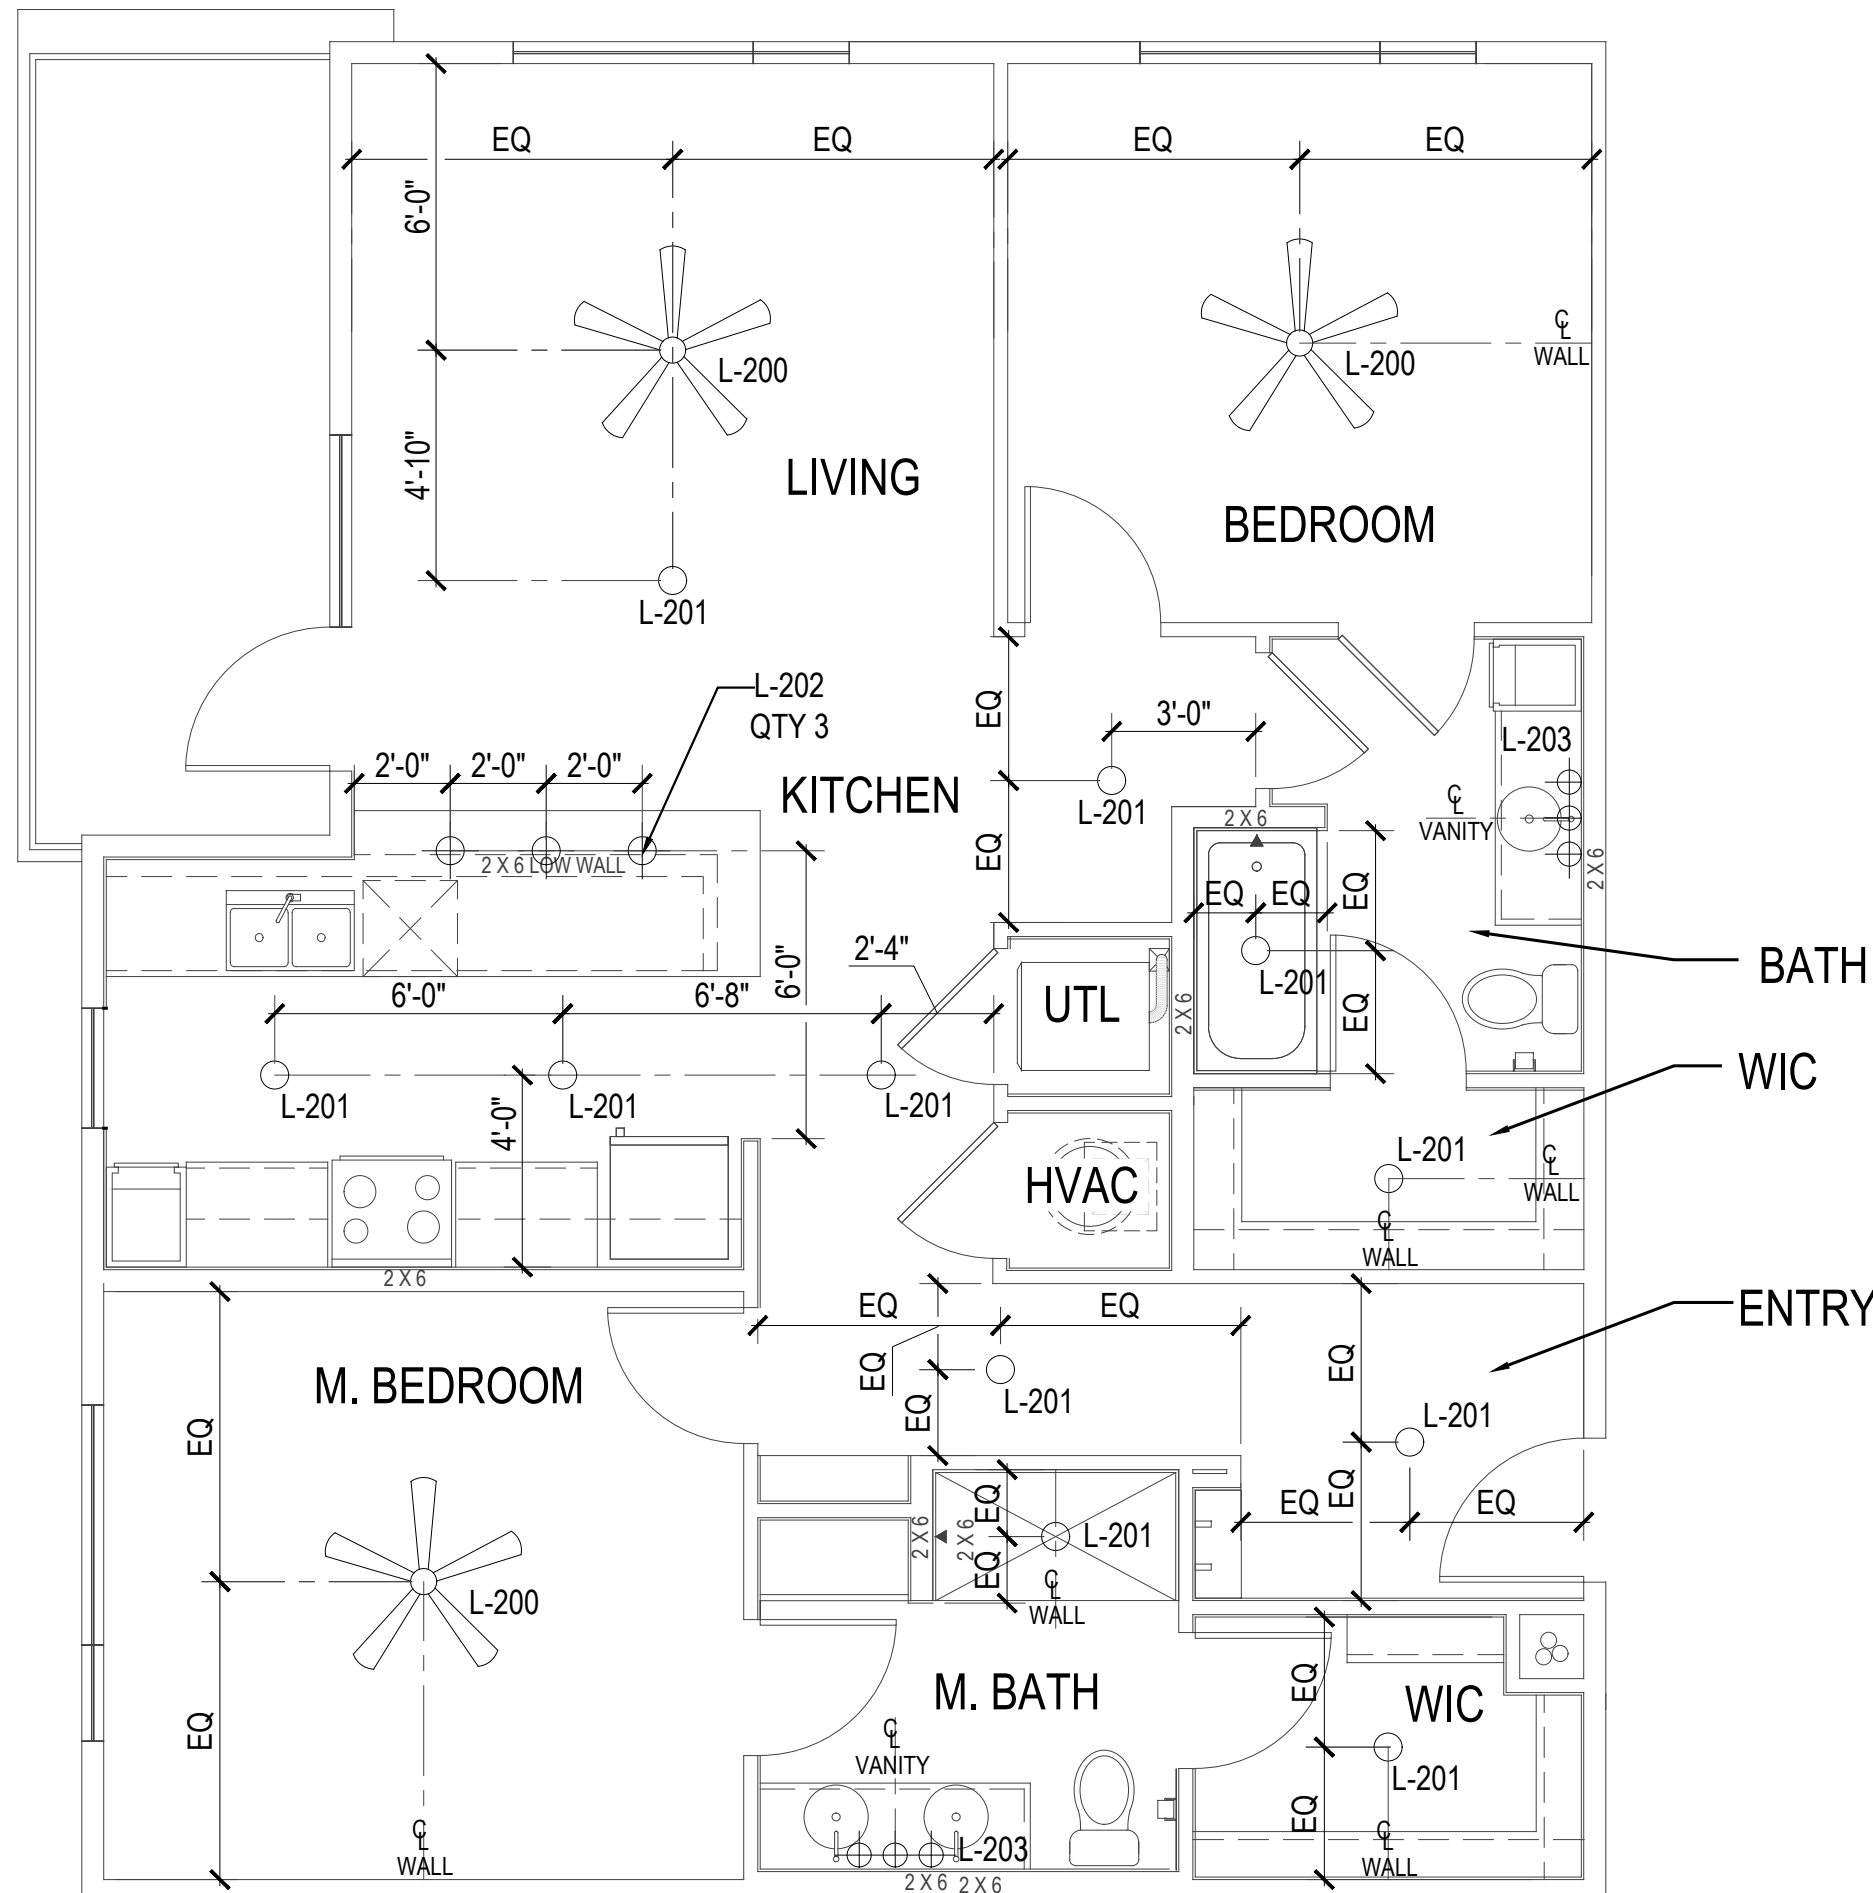 EQ
EQ
EQ
EQ
6'-0"
L-200
℄
WALL
L-200
4'-10"
LIVING
BEDROOM
L-201
L-202
QTY 3
EQ
3'-0"
L-203
2'-0"
2'-0"
2'-0"
KITCHEN
L-201
℄
VANITY
2 X 6
2 X 6 LOW WALL
EQ
2 X 6
EQ
EQ
EQ
2'-4"
6'-0"
L-201
BATH
6'-0"
6'-8"
UTL
2 X 6
EQ
WIC
L-201
L-201
L-201
4'-0"
L-201
℄
WALL
HVAC
℄
WALL
2 X 6
EQ
EQ
ENTRY
EQ
EQ
M. BEDROOM
L-201
EQ
L-201
EQ
EQ
EQ
EQ
EQ
EQ
2 X 6
2 X 6
L-201
EQ
℄
WALL
L-200
M. BATH
EQ
WIC
EQ
℄
VANITY
L-201
EQ
℄
WALL
L-203
℄
WALL
2 X 6
2 X 6